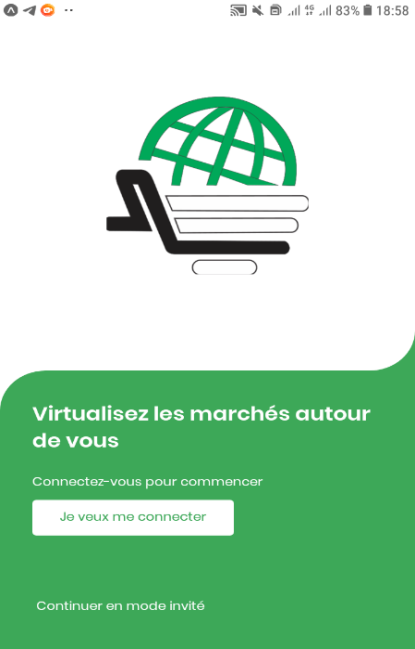 4G
83% 18:58
Virtualisez les marchés autour
de vous
Connectez-vous pour commencer
Je veux me connecter
Continuer en mode invité